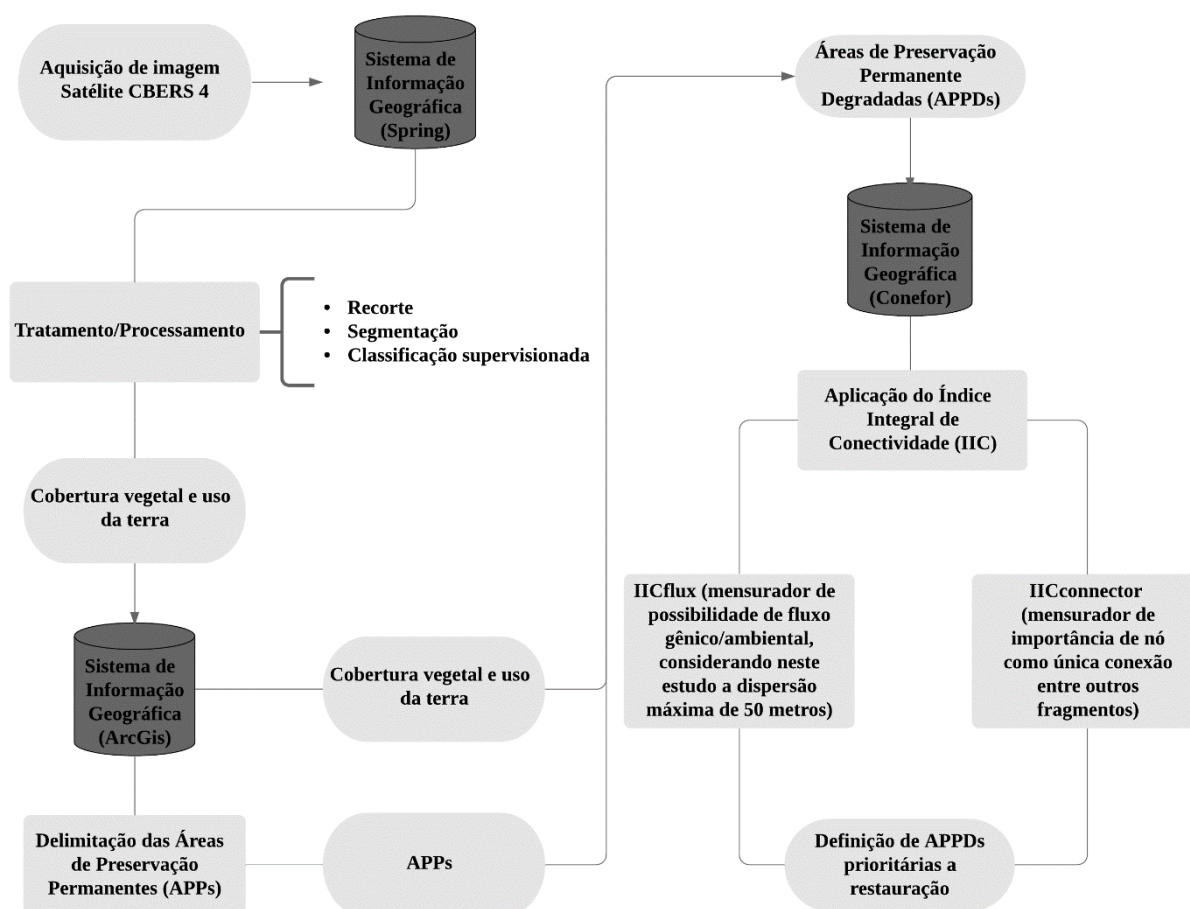 Aquisição de imagem
Satélite CBERS 4
Sistema de
Informação
Geográfica
(Spring)
Tratamento/Processamento
• Recorte
• Segmentação
• Classificação supervisionada
Cobertura vegetal e uso
da terra
Sistema de
Informação
Geográfica
(ArcGis)
Cobertura vegetal e uso
da terra
Delimitação das Áreas
de Preservação
Permanentes (APPs)
APPs
Áreas de Preservação
Permanente
Degradadas (APPDs)
Sistema de
Informação
Geográfica
(Conefor)
Aplicação do Índice
Integral de
Conectividade (IIC)
IICflux (mensurador de
possibilidade de fluxo
gênico/ambiental,
considerando neste
estudo a dispersão
máxima de 50 metros)
IICconnector
(mensurador de
importância de nó
como única conexão
entre outros
fragmentos)
Definição de APPDs
prioritárias a
restauração